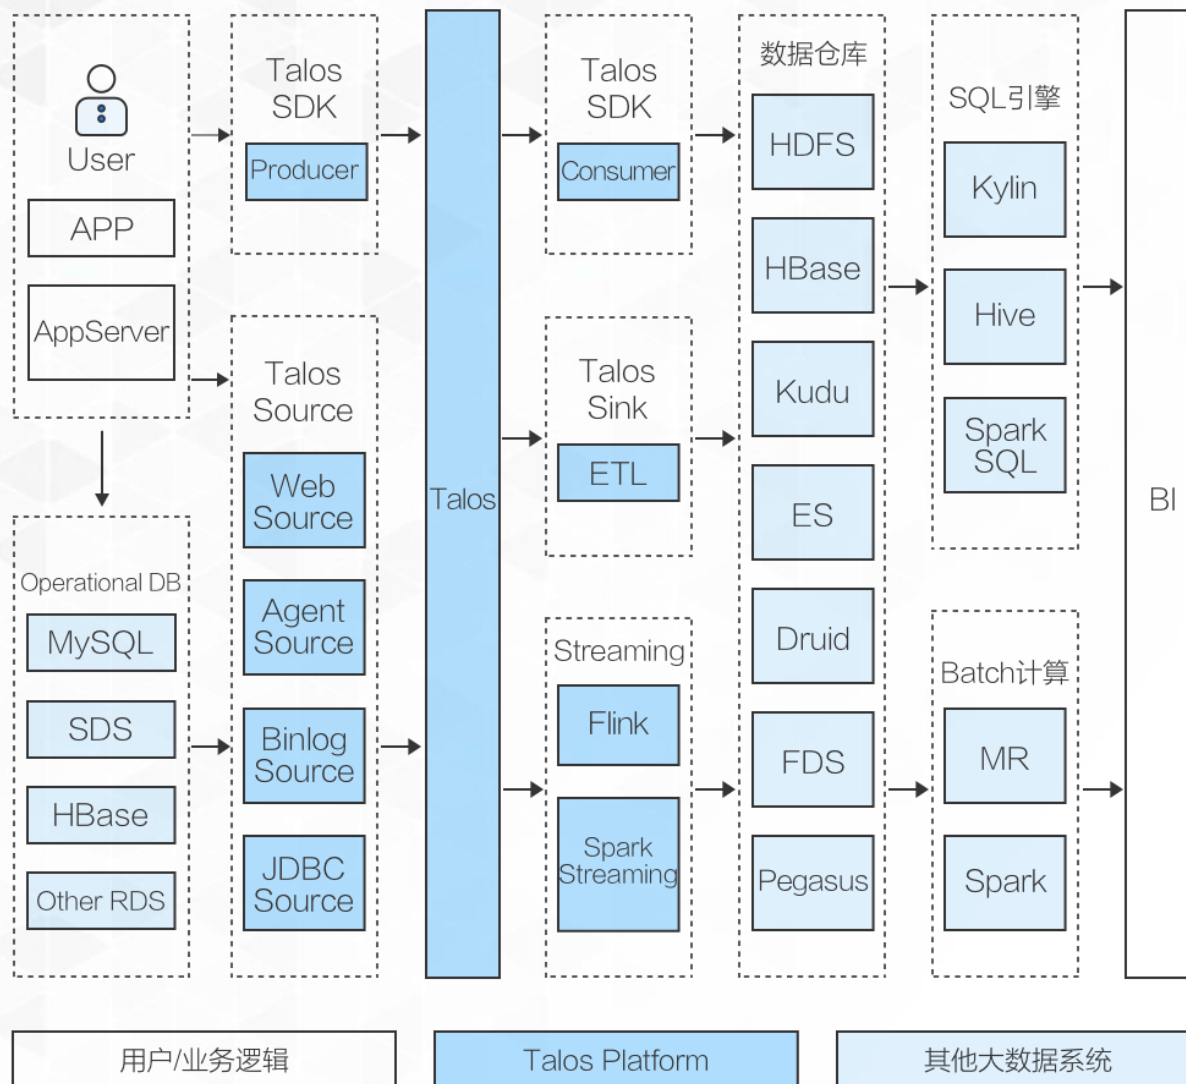 User
APP
AppServer
Operational DB
MySQL
SDS
HBase
Other RDS
Talos
SDK
Producer
Talos
Source
Web
Source
Agent
Source
Binlog
Source
JDBC
Source
Talos
Talos
SDK
Consumer
Talos
Sink
ETL
Streaming
Flink
Spark
Streaming
数据仓库
HDFS
HBase
Kudu
ES
Druid
FDS
Pegasus
SQL引擎
Kylin
Hive
Spark
SQL
Batch计算
MR
Spark
BI
用户/业务逻辑
Talos Platform
其他大数据系统